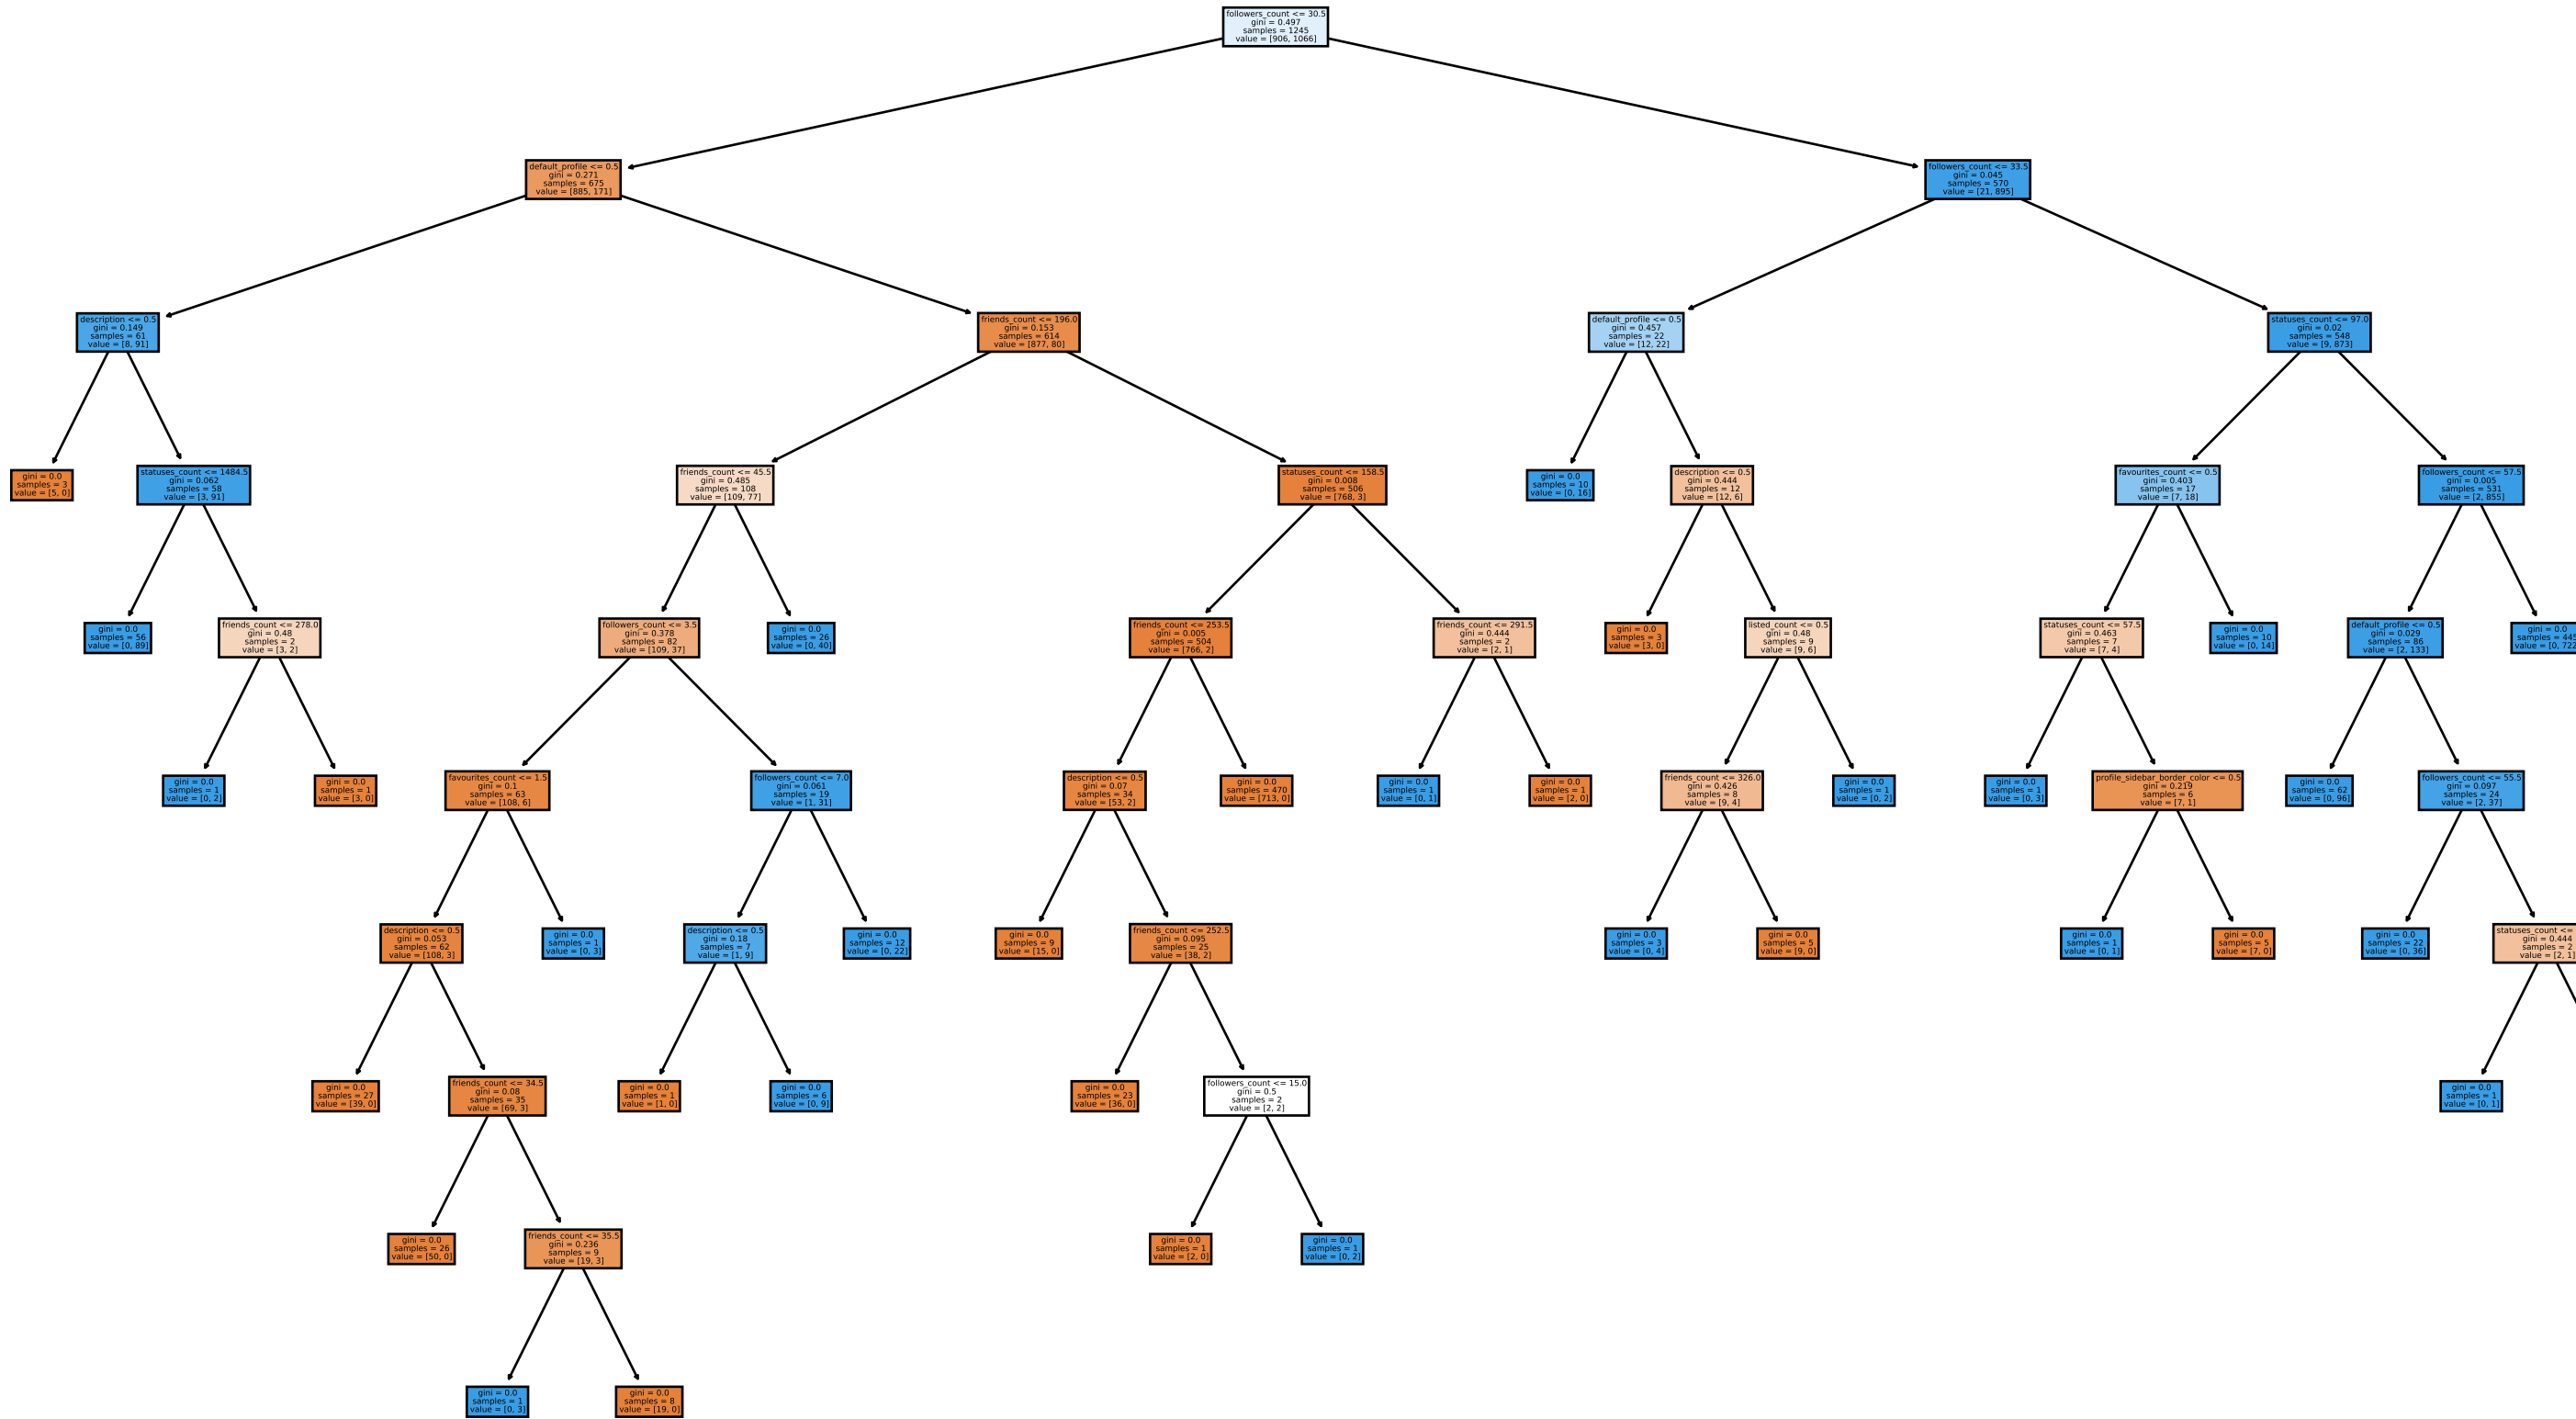 followers_count <= 30.5
gini = 0.497
samples = 1245
value = [906, 1066]
default_profile <= 0.5
gini = 0.271
samples = 675
value = [885, 171]
followers_count <= 33.5
gini = 0.045
samples = 570
value = [21, 895]
description <= 0.5
gini = 0.149
samples = 61
value = [8, 91]
friends_count <= 196.0
gini = 0.153
samples = 614
value = [877, 80]
default_profile <= 0.5
gini = 0.457
samples = 22
value = [12, 22]
statuses_count <= 97.0
gini = 0.02
samples = 548
value = [9, 873]
gini = 0.0
samples = 3
value = [5, 0]
statuses_count <= 1484.5
gini = 0.062
samples = 58
value = [3, 91]
friends_count <= 45.5
gini = 0.485
samples = 108
value = [109, 77]
statuses_count <= 158.5
gini = 0.008
samples = 506
value = [768, 3]
gini = 0.0
samples = 10
value = [0, 16]
description <= 0.5
gini = 0.444
samples = 12
value = [12, 6]
favourites_count <= 0.5
gini = 0.403
samples = 17
value = [7, 18]
followers_count <= 57.5
gini = 0.005
samples = 531
value = [2, 855]
gini = 0.0
samples = 56
value = [0, 89]
friends_count <= 278.0
gini = 0.48
samples = 2
value = [3, 2]
followers_count <= 3.5
gini = 0.378
samples = 82
value = [109, 37]
gini = 0.0
samples = 26
value = [0, 40]
friends_count <= 253.5
gini = 0.005
samples = 504
value = [766, 2]
friends_count <= 291.5
gini = 0.444
samples = 2
value = [2, 1]
gini = 0.0
samples = 3
value = [3, 0]
listed_count <= 0.5
gini = 0.48
samples = 9
value = [9, 6]
statuses_count <= 57.5
gini = 0.463
samples = 7
value = [7, 4]
gini = 0.0
samples = 10
value = [0, 14]
default_profile <= 0.5
gini = 0.029
samples = 86
value = [2, 133]
gini = 0.0
samples = 445
value = [0, 722
gini = 0.0
samples = 1
value = [0, 2]
gini = 0.0
samples = 1
value = [3, 0]
favourites_count <= 1.5
gini = 0.1
samples = 63
value = [108, 6]
followers_count <= 7.0
gini = 0.061
samples = 19
value = [1, 31]
description <= 0.5
gini = 0.07
samples = 34
value = [53, 2]
gini = 0.0
samples = 470
value = [713, 0]
gini = 0.0
samples = 1
value = [0, 1]
gini = 0.0
samples = 1
value = [2, 0]
friends_count <= 326.0
gini = 0.426
samples = 8
value = [9, 4]
gini = 0.0
samples = 1
value = [0, 2]
gini = 0.0
samples = 1
value = [0, 3]
profile_sidebar_border_color <= 0.5
gini = 0.219
samples = 6
value = [7, 1]
gini = 0.0
samples = 62
value = [0, 96]
followers_count <= 55.5
gini = 0.097
samples = 24
value = [2, 37]
description <= 0.5
gini = 0.053
samples = 62
value = [108, 3]
gini = 0.0
samples = 1
value = [0, 3]
description <= 0.5
gini = 0.18
samples = 7
value = [1, 9]
gini = 0.0
samples = 12
value = [0, 22]
gini = 0.0
samples = 9
value = [15, 0]
friends_count <= 252.5
gini = 0.095
samples = 25
value = [38, 2]
gini = 0.0
samples = 3
value = [0, 4]
gini = 0.0
samples = 5
value = [9, 0]
gini = 0.0
samples = 1
value = [0, 1]
gini = 0.0
samples = 5
value = [7, 0]
gini = 0.0
samples = 22
value = [0, 36]
statuses_count <=
gini = 0.444
samples = 2
value = [2, 1]
gini = 0.0
samples = 27
value = [39, 0]
friends_count <= 34.5
gini = 0.08
samples = 35
value = [69, 3]
gini = 0.0
samples = 1
value = [1, 0]
gini = 0.0
samples = 6
value = [0, 9]
gini = 0.0
samples = 23
value = [36, 0]
followers_count <= 15.0
gini = 0.5
samples = 2
value = [2, 2]
gini = 0.0
samples = 1
value = [0, 1]
gini = 0.0
samples = 26
value = [50, 0]
friends_count <= 35.5
gini = 0.236
samples = 9
value = [19, 3]
gini = 0.0
samples = 1
value = [2, 0]
gini = 0.0
samples = 1
value = [0, 2]
gini = 0.0
samples = 1
value = [0, 3]
gini = 0.0
samples = 8
value = [19, 0]